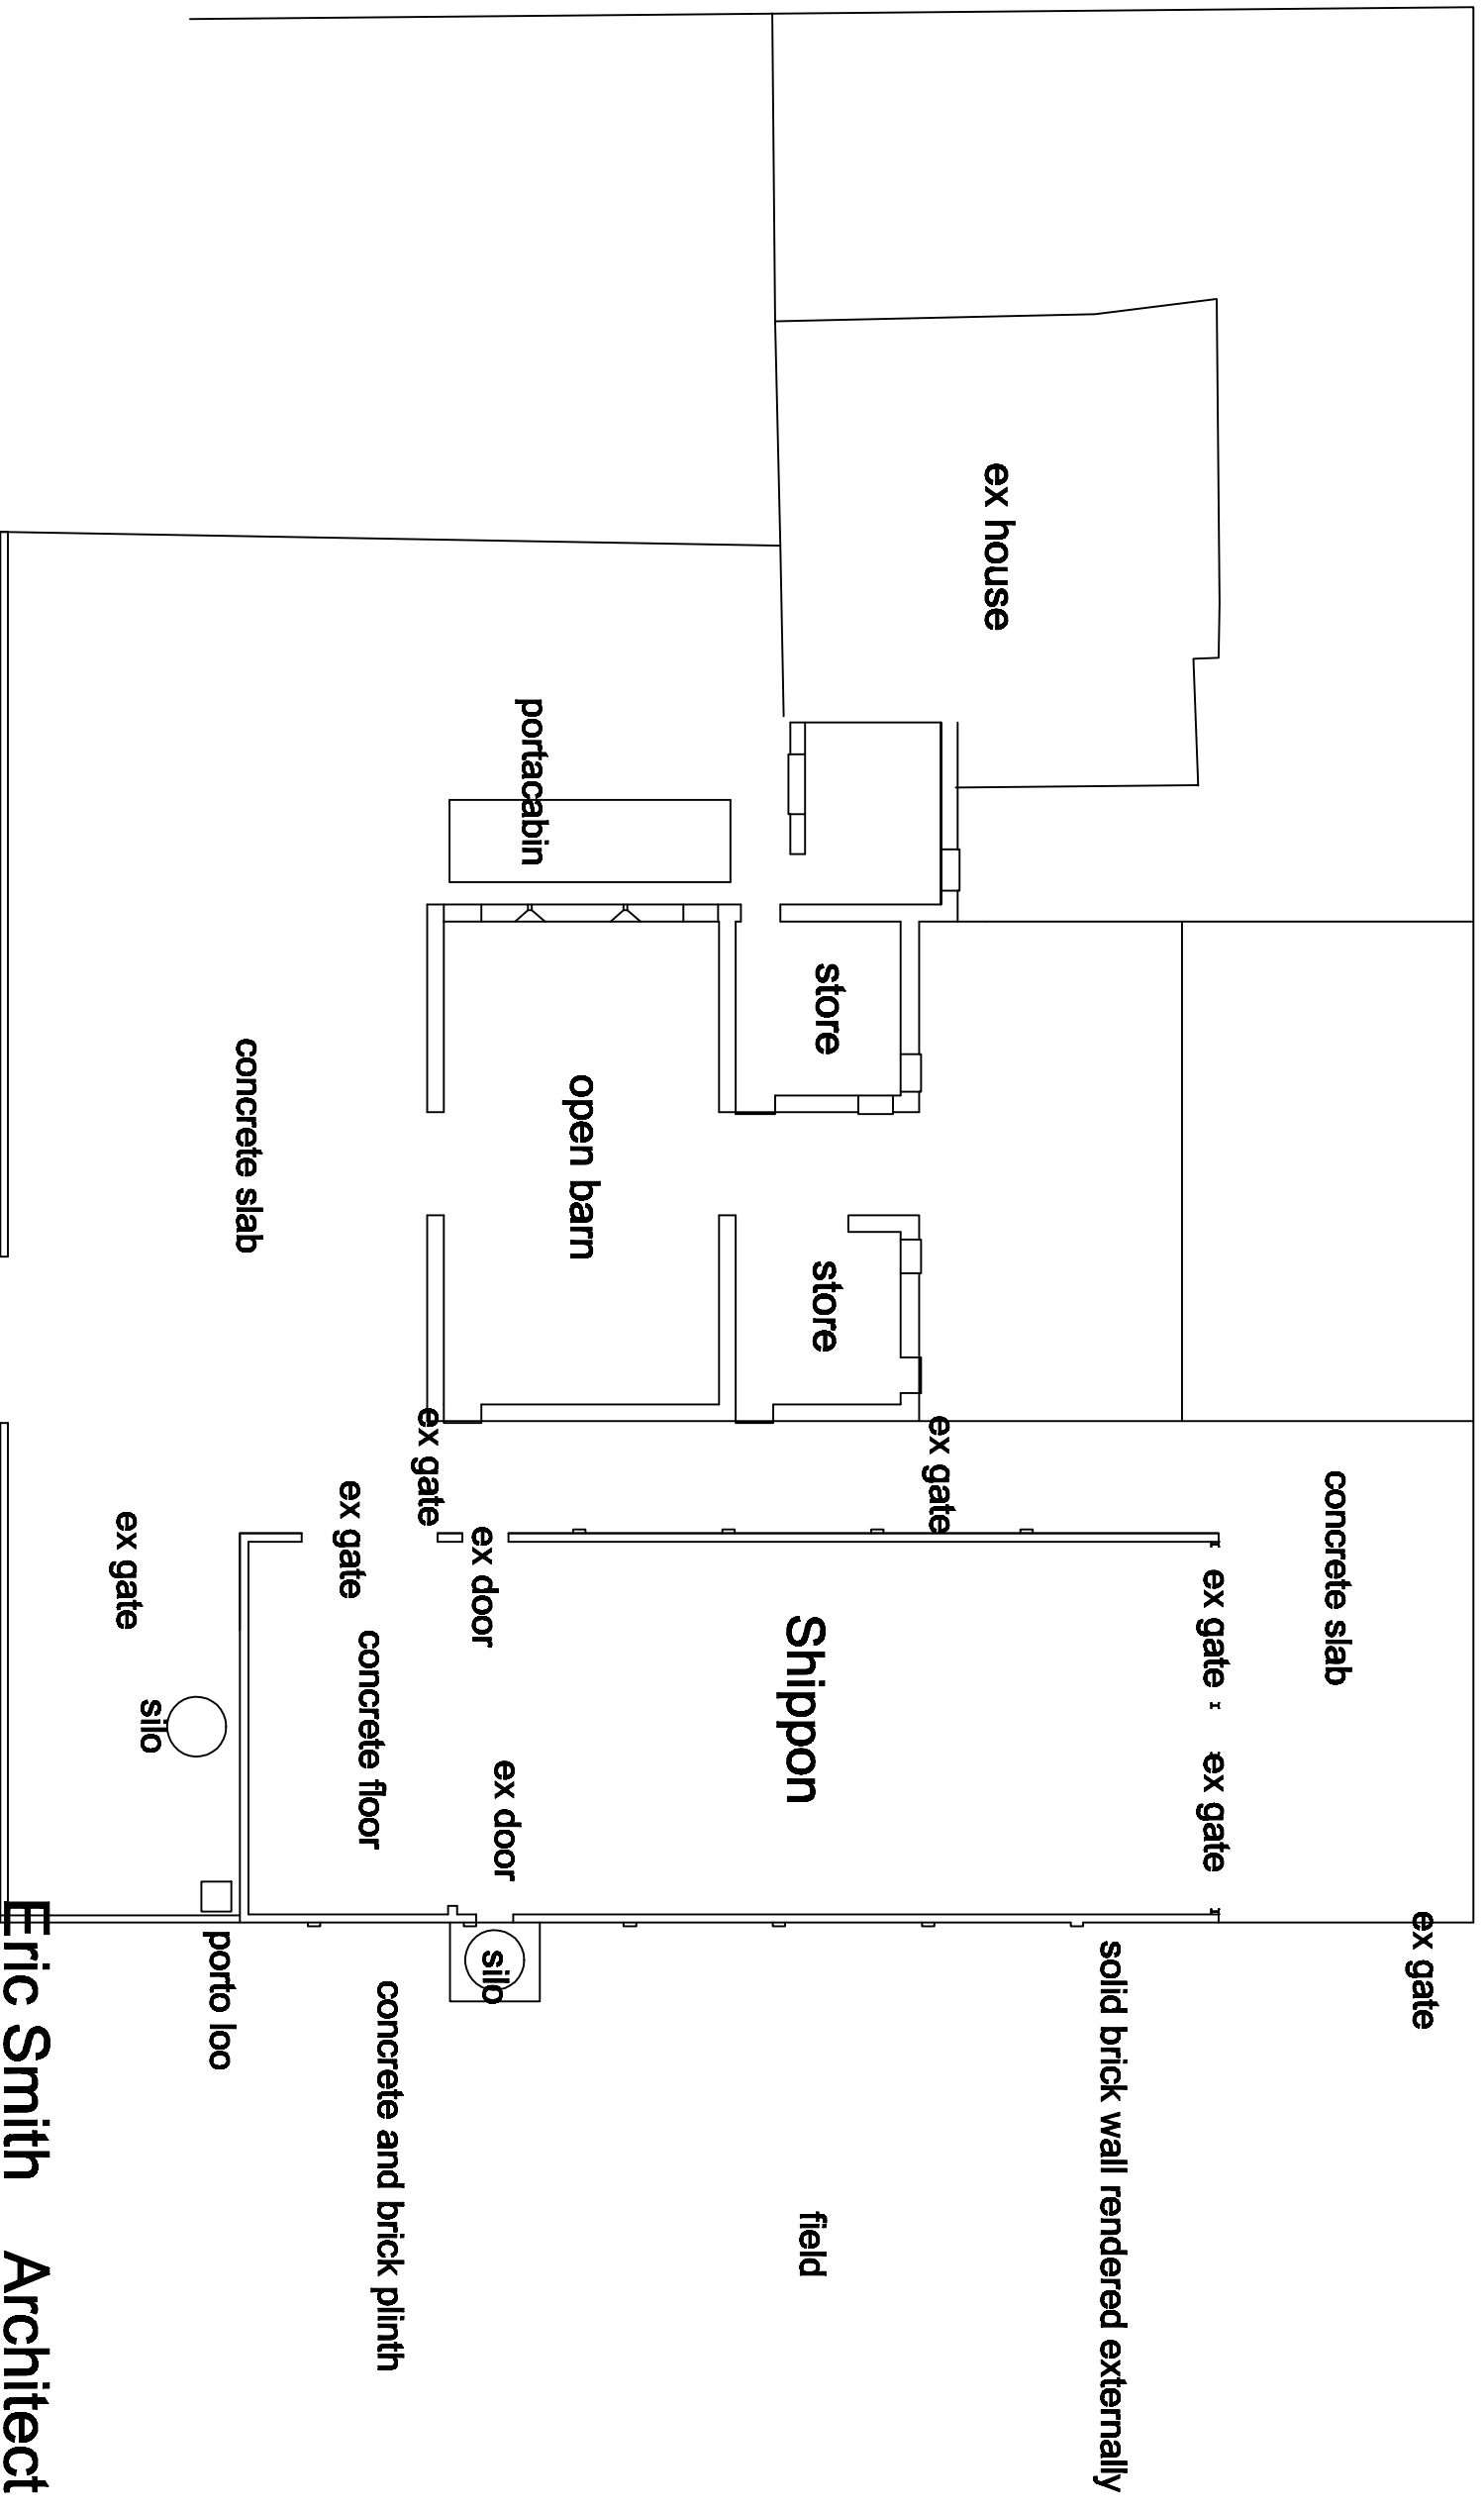 ex gate
concrete slab
ex gate
ex gate
solid brick wall rendered externally
ex house
ex gate
store
store
Shippon
field
open barn
portacabin
ex door
ex door
silo
ex gate
concrete floor
concrete and brick plinth
ex gate
concrete slab
porto loo
silo
ex gate
Eric Smith Architect